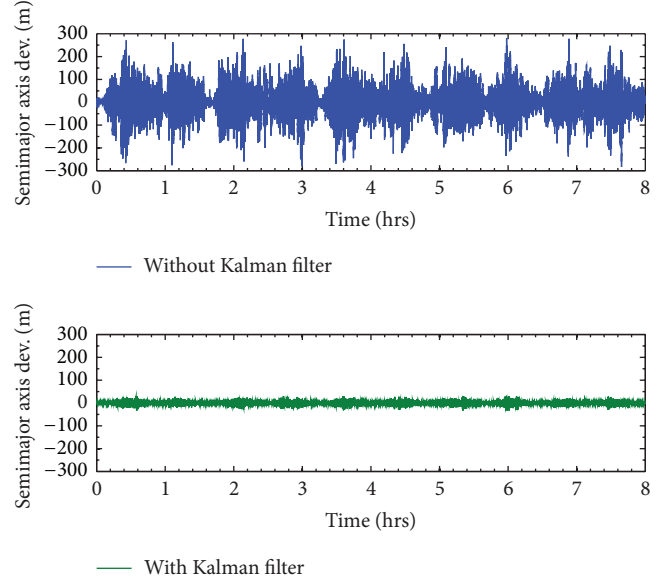 Semimajor axis dev. (m)
300
200
100
0
−100
−200
−300
0 1 2 3 4 5 6 7 8
Time (hrs)
Without Kalman filter
Semimajor axis dev. (m)
300
200
100
0
−100
−200
−300
0 1 2 3 4 5 6 7 8
Time (hrs)
With Kalman filter